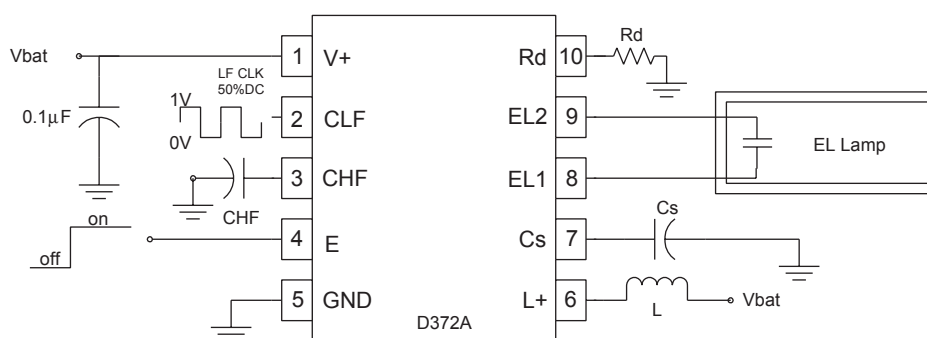 Vbat
0.1µF
LF CLK
50%DC
1V
0V
CHF
on
off
1 V+
2 CLF
3 CHF
4 E
5 GND
Rd 10
EL2 9
EL1 8
Cs 7
L+ 6
D372A
Rd
EL Lamp
Cs
L
Vbat